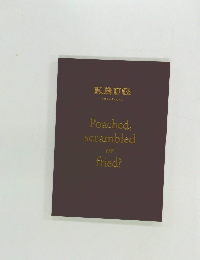 KRUG
Poached,
scrambled
or
fried?